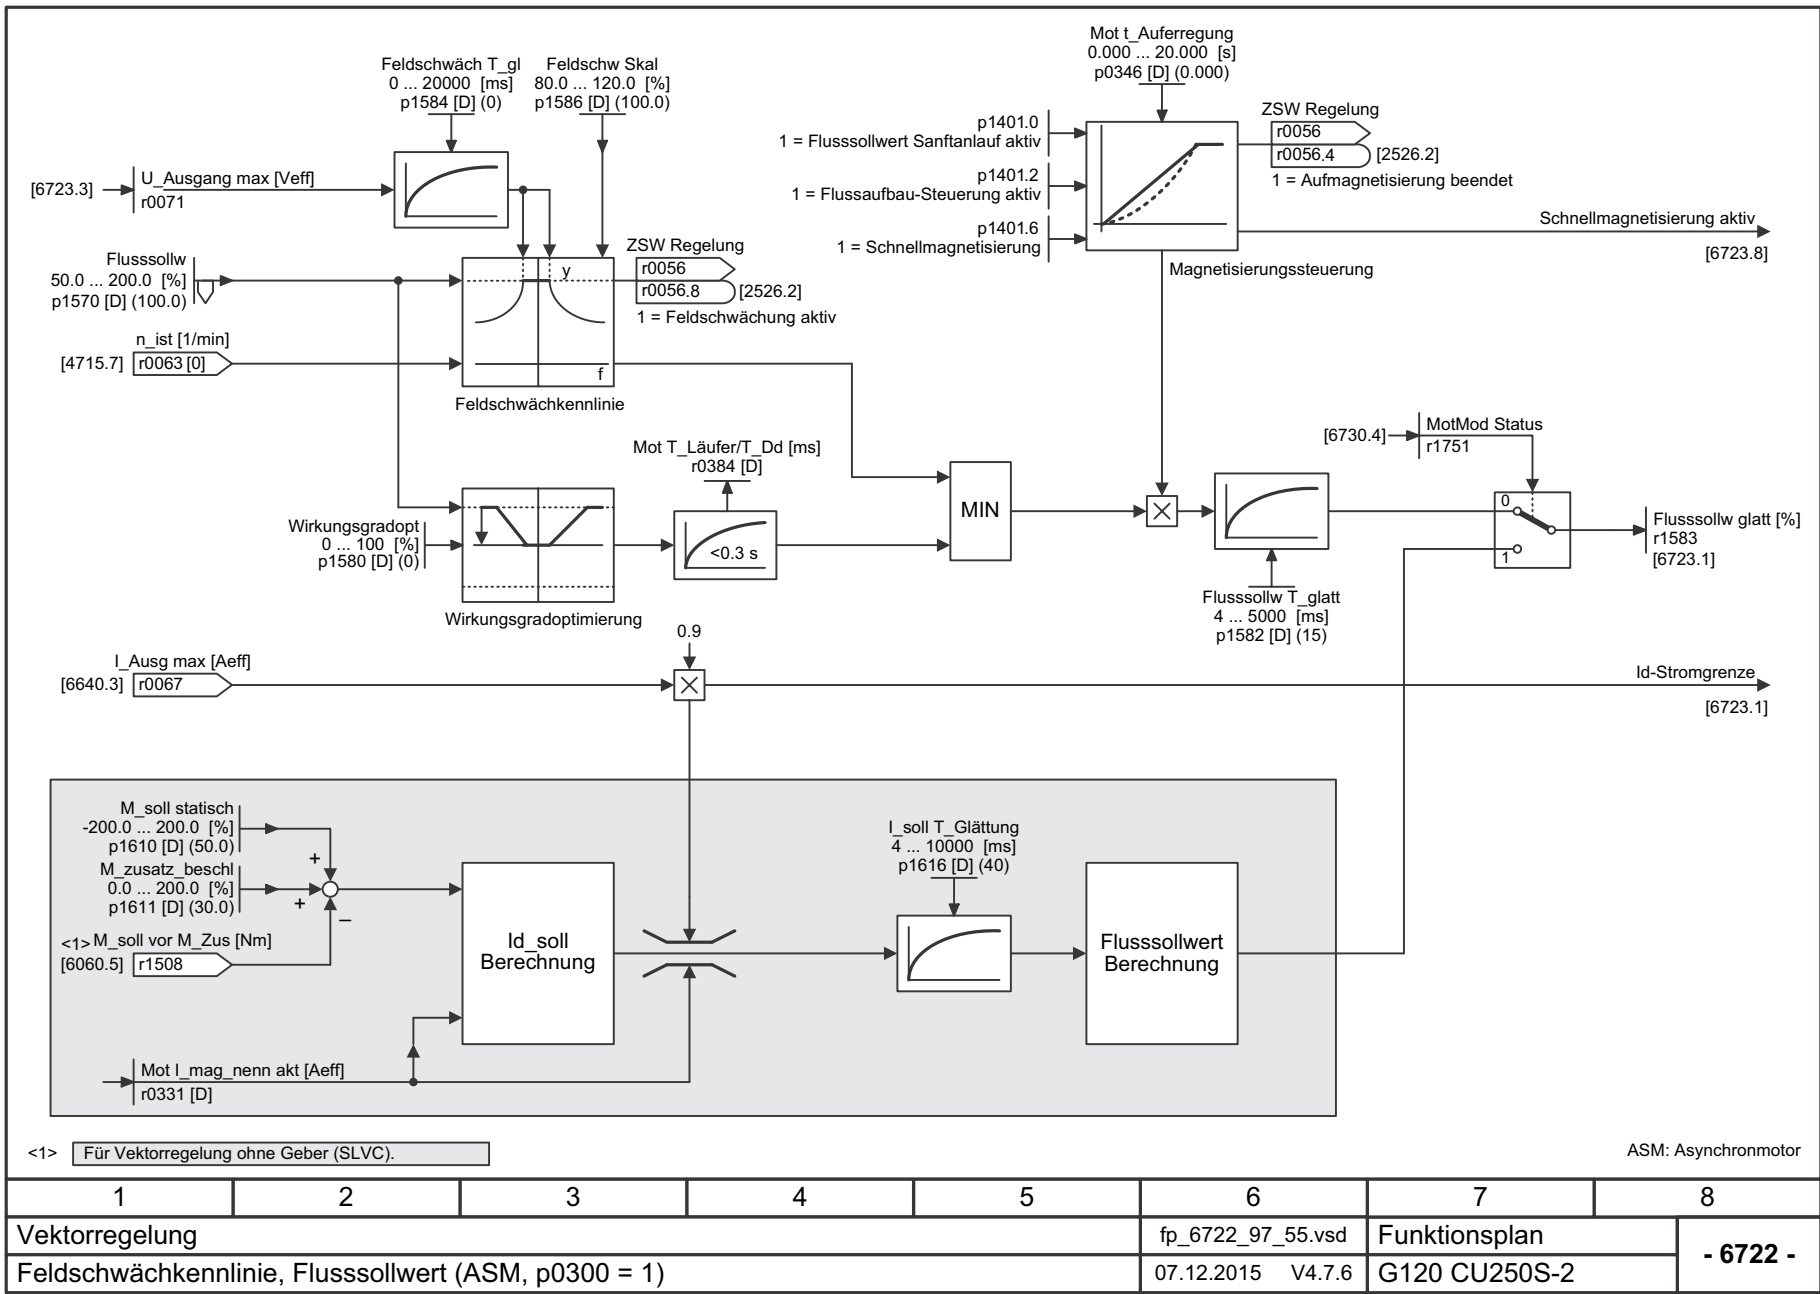 Mot t_Auferregung
0.000 ... 20.000 [s]
p0346 [D] (0.000)
Feldschwäch T_gl
0 ... 20000 [ms]
p1584 [D] (0)
Feldschw Skal
80.0 ... 120.0 [%]
p1586 [D] (100.0)
p1401.0
1 = Flusssollwert Sanftanlauf aktiv
p1401.2
1 = Flussaufbau-Steuerung aktiv
p1401.6
1 = Schnellmagnetisierung
ZSW Regelung
r0056
r0056.4
[2526.2]
1 = Aufmagnetisierung beendet
Schnellmagnetisierung aktiv
[6723.8]
Magnetisierungssteuerung
[6723.3]
U_Ausgang max [Veff]
r0071
Flusssollw
50.0 ... 200.0 [%]
p1570 [D] (100.0)
n_ist [1/min]
[4715.7]
r0063 [0]
y
f
Feldschwächkennlinie
ZSW Regelung
r0056
r0056.8
[2526.2]
1 = Feldschwächung aktiv
Mot T_Läufer/T_Dd [ms]
r0384 [D]
<0.3 s
Wirkungsgradopt
0 ... 100 [%]
p1580 [D] (0)
Wirkungsgradoptimierung
MIN
[6730.4]
MotMod Status
r1751
0
1
Flusssollw glatt [%]
r1583
[6723.1]
Flusssollw T_glatt
4 ... 5000 [ms]
p1582 [D] (15)
0.9
I_Ausg max [Aeff]
[6640.3]
r0067
Id-Stromgrenze
[6723.1]
M_soll statisch
-200.0 ... 200.0 [%]
p1610 [D] (50.0)
+
M_zusatz_beschl
0.0 ... 200.0 [%]
p1611 [D] (30.0)
+
–
<1> M_soll vor M_Zus [Nm]
[6060.5]
r1508
Id_soll
Berechnung
I_soll T_Glättung
4 ... 10000 [ms]
p1616 [D] (40)
Flusssollwert
Berechnung
Mot I_mag_nenn akt [Aeff]
r0331 [D]
<1> Für Vektorregelung ohne Geber (SLVC).
ASM: Asynchronmotor
1 2 3 4 5 6 7 8
Vektorregelung
fp_6722_97_55.vsd
Funktionsplan
- 6722 -
Feldschwächkennlinie, Flusssollwert (ASM, p0300 = 1)
07.12.2015 V4.7.6
G120 CU250S-2